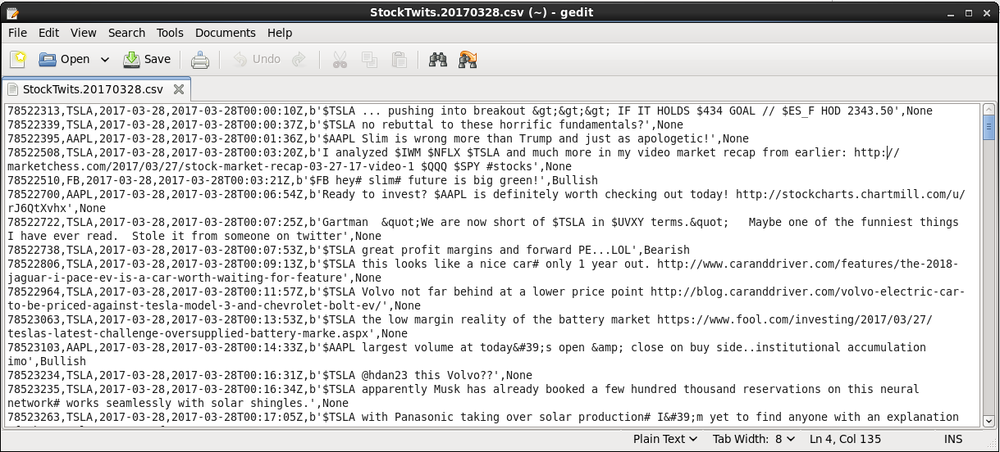 StockTwits.20170328.csv (~) - gedit
File Edit View Search Tools Documents Help
Open Save Undo
StockTwits.20170328.csv
78522313,TSLA,2017-03-28,2017-03-28T00:00:10Z,b'$TSLA ... pushing into breakout &gt;&gt;&gt; IF IT HOLDS $434 GOAL // $ES_F HOD 2343.50',None
78522339,TSLA,2017-03-28,2017-03-28T00:00:37Z,b'$TSLA no rebuttal to these horrific fundamentals?',None
78522395,AAPL,2017-03-28,2017-03-28T00:01:36Z,b'$AAPL Slim is wrong more than Trump and just as apologetic!',None
78522508,TSLA,2017-03-28,2017-03-28T00:03:20Z,b'I analyzed $IWM $NFLX $TSLA and much more in my video market recap from earlier: http://
marketchess.com/2017/03/27/stock-market-recap-03-27-17-video-1 $QQQ $SPY #stocks',None
78522510,FB,2017-03-28,2017-03-28T00:03:21Z,b'$FB hey# slim# future is big green!',Bullish
78522700,AAPL,2017-03-28,2017-03-28T00:06:54Z,b'Ready to invest? $AAPL is definitely worth checking out today! http://stockcharts.chartmill.com/u/
rJ6QtXvhx',None
78522722,TSLA,2017-03-28,2017-03-28T00:07:25Z,b'Gartman  &quot;We are now short of $TSLA in $UVXY terms.&quot;   Maybe one of the funniest things
I have ever read.  Stole it from someone on twitter',None
78522738,TSLA,2017-03-28,2017-03-28T00:07:53Z,b'$TSLA great profit margins and forward PE...LOL',Bearish
78522806,TSLA,2017-03-28,2017-03-28T00:09:13Z,b'$TSLA this looks like a nice car# only 1 year out. http://www.caranddriver.com/features/the-2018-
jaguar-i-pace-ev-is-a-car-worth-waiting-for-feature',None
78522964,TSLA,2017-03-28,2017-03-28T00:11:57Z,b'$TSLA Volvo not far behind at a lower price point http://blog.caranddriver.com/volvo-electric-car-
to-be-priced-against-tesla-model-3-and-chevrolet-bolt-ev/',None
78523063,TSLA,2017-03-28,2017-03-28T00:13:53Z,b'$TSLA the low margin reality of the battery market https://www.fool.com/investing/2017/03/27/
teslas-latest-challenge-oversupplied-battery-marke.aspx',None
78523103,AAPL,2017-03-28,2017-03-28T00:14:33Z,b'$AAPL largest volume at today&#39;s open &amp; close on buy side..institutional accumulation
imo',Bullish
78523234,TSLA,2017-03-28,2017-03-28T00:16:31Z,b'$TSLA @hdan23 this Volvo??',None
78523235,TSLA,2017-03-28,2017-03-28T00:16:34Z,b'$TSLA apparently Musk has already booked a few hundred thousand reservations on this neural
network# works seamlessly with solar shingles.',None
78523263,TSLA,2017-03-28,2017-03-28T00:17:05Z,b'$TSLA with Panasonic taking over solar production# I&#39;m yet to find anyone with an explanation
Plain Text Tab Width: 8 Ln 4, Col 135 INS